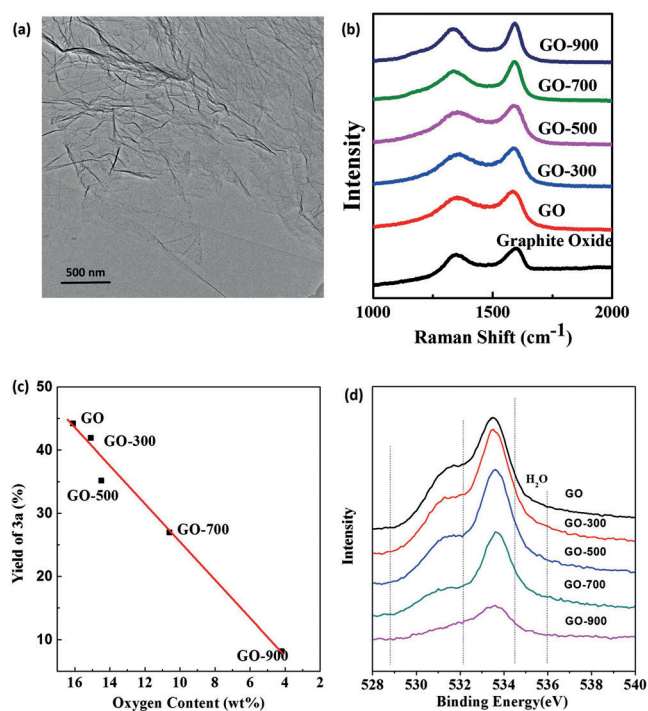 (a)
500 nm
(b)
GO-900
GO-700
GO-500
GO-300
GO
Graphite Oxide
Intensity
1000 1500 2000
Raman Shift (cm-1)
(c)
50
40
30
20
10
Yield of 3a (%)
GO
GO-300
GO-500
GO-700
GO-900
16 14 12 10 8 6 4 2
Oxygen Content (wt%)
(d)
H2O
GO
GO-300
GO-500
GO-700
GO-900
Intensity
528 530 532 534 536 538 540
Binding Energy(eV)